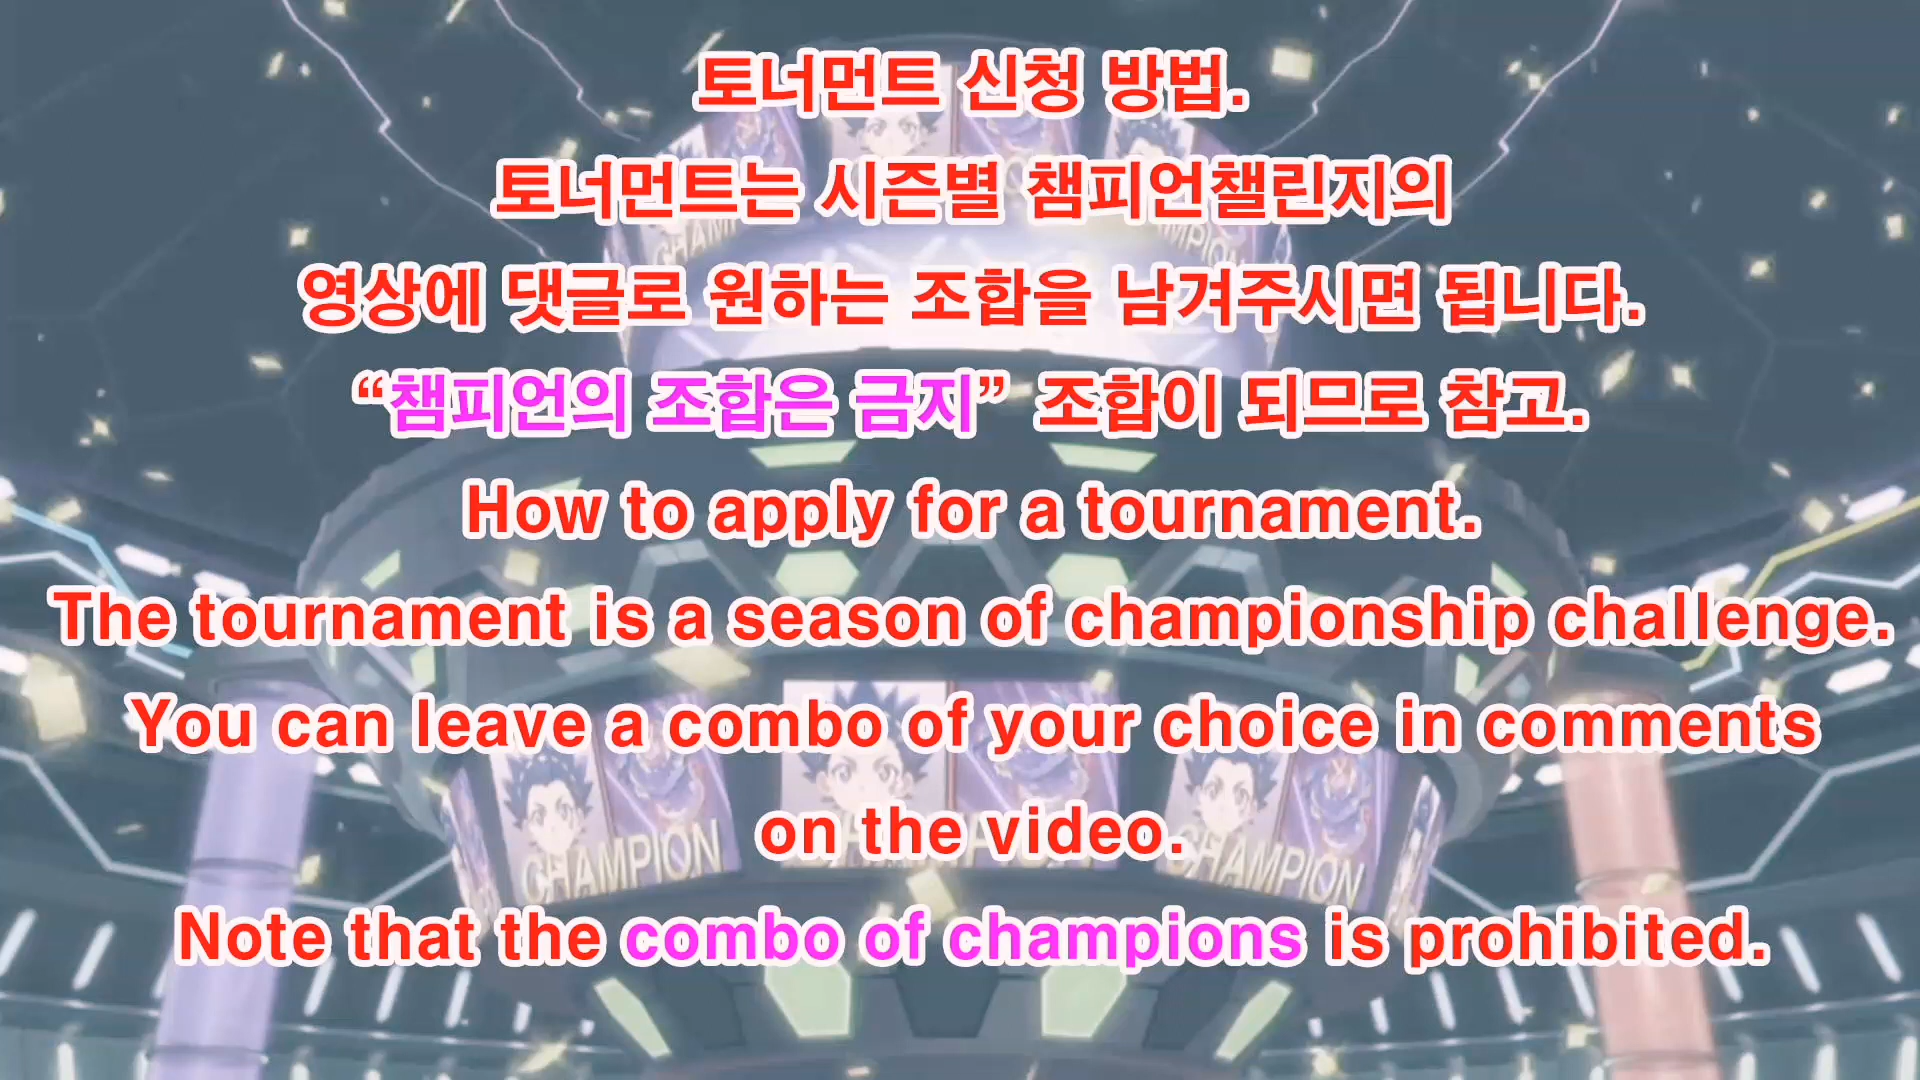 토너먼트 신청 방법.
토너먼트는 시즌별 챔피언챌린지의
영상에 댓글로 원하는 조합을 남겨주시면 됩니다.
“챔피언의 조합은 금지” 조합이 되므로 참고.
How to apply for a tournament.
The tournament is a season of championship challenge.
You can leave a combo of your choice in comments
on the video.
Note that the combo of champions is prohibited.
CHAMPION
CHAMPION